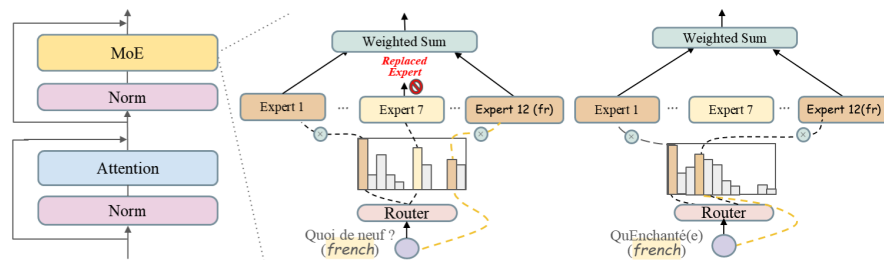 MoE
Norm
Attention
Norm
Weighted Sum
Replaced
Expert
Expert 1
...
Expert 7
...
Expert 12 (fr)
Router
Quoi de neuf ?
(french)
Weighted Sum
Expert 1
...
Expert 7
...
Expert 12(fr)
Router
QuEnchanté(e)
(french)